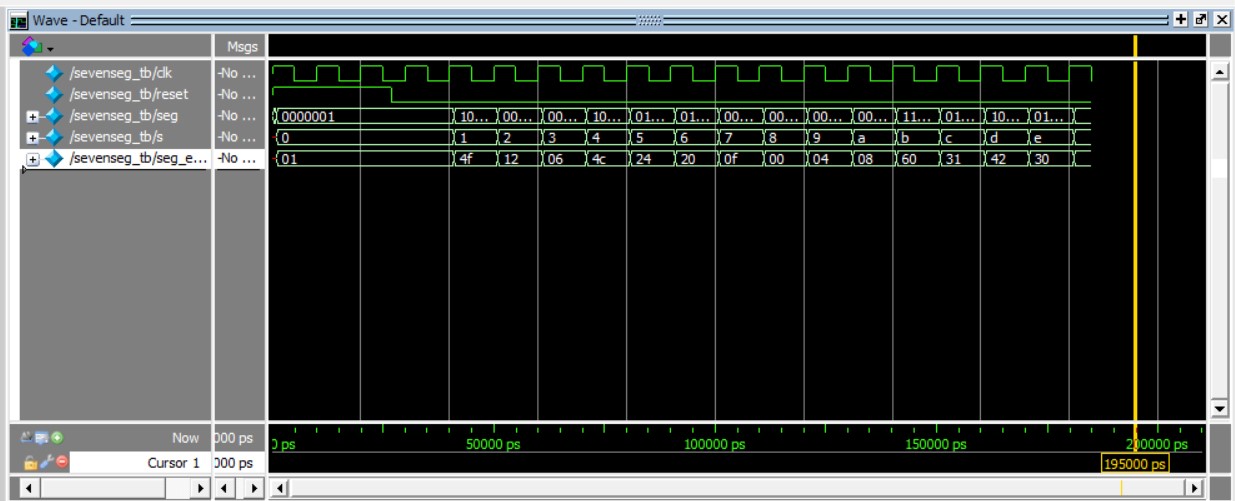 Wave - Default
Msgs
/sevenseg_tb/clk -No ...
/sevenseg_tb/reset -No ...
/sevenseg_tb/seg -No ... 0000001 10... 00... 00... 10... 01... 01... 00... 00... 00... 00... 11... 01... 10... 01...
/sevenseg_tb/s -No ... 0 1 2 3 4 5 6 7 8 9 a b c d e
/sevenseg_tb/seg_e... -No ... 01 4f 12 06 4c 24 20 0f 00 04 08 60 31 42 30
Now 000 ps 0 ps 50000 ps 100000 ps 150000 ps 200000 ps
Cursor 1 000 ps 195000 ps